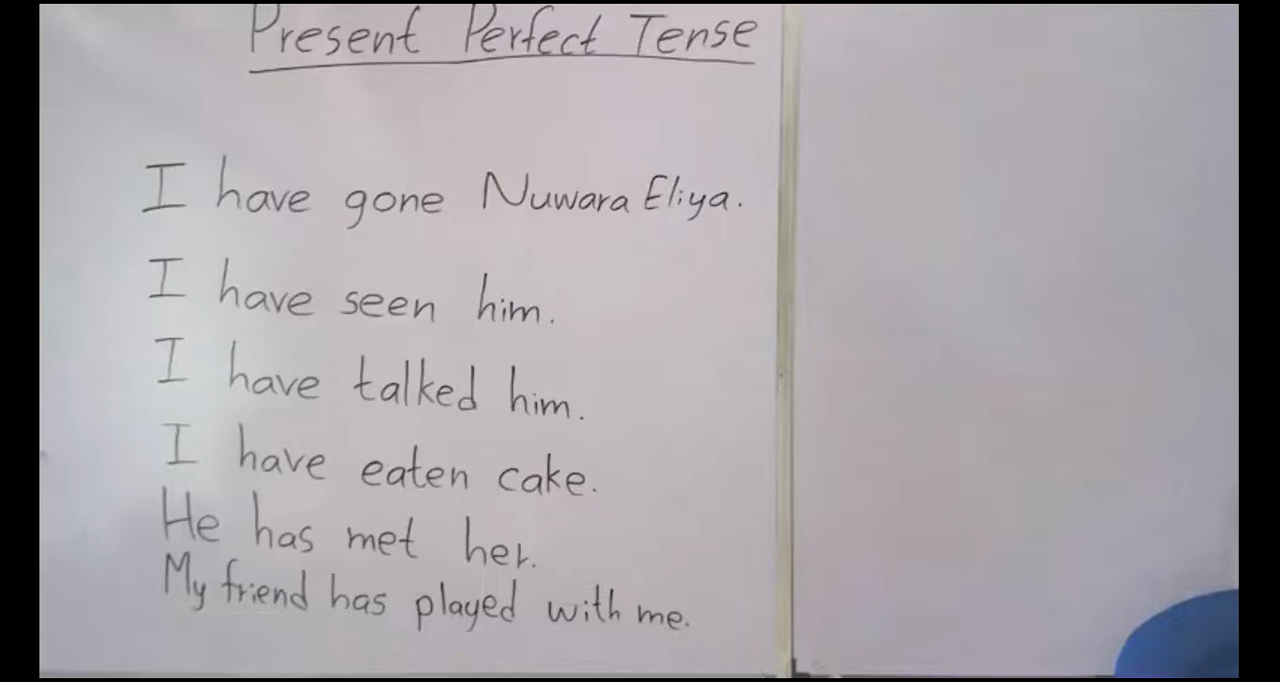 Present Perfect Tense
I have gone Nuwara Eliya.
I have seen him.
I have talked him.
I have eaten cake.
He has met her.
My friend has played with me.